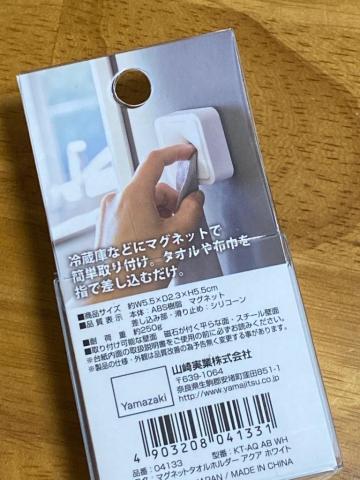 冷蔵庫などにマグネットで
簡単取り付け。タオルや布巾を
指で差し込むだけ。
■商品サイズ 約W5.5×D2.3×H5.5cm
■品質表示 本体：ABS樹脂 マグネット
差し込み部・滑り止め：シリコーン
■耐荷重 約250g
■取り付け可能な壁面 磁石が付く平らな面・スチール壁面
※台紙内面の取扱説明書をご使用の前に必ずお読みください。
※製品の仕様・外観は品質改善の為予告無く変更する事が有ります。
Yamazaki
山崎実業株式会社
〒639-1064
奈良県生駒郡安堵町窪田851-1
http://www.yamajitsu.co.jp
4903208041331
品番：04133 型番：KT-AQ AB WH
品名：マグネットタオルホルダー アクア ホワイト
JAPAN / MADE IN CHINA